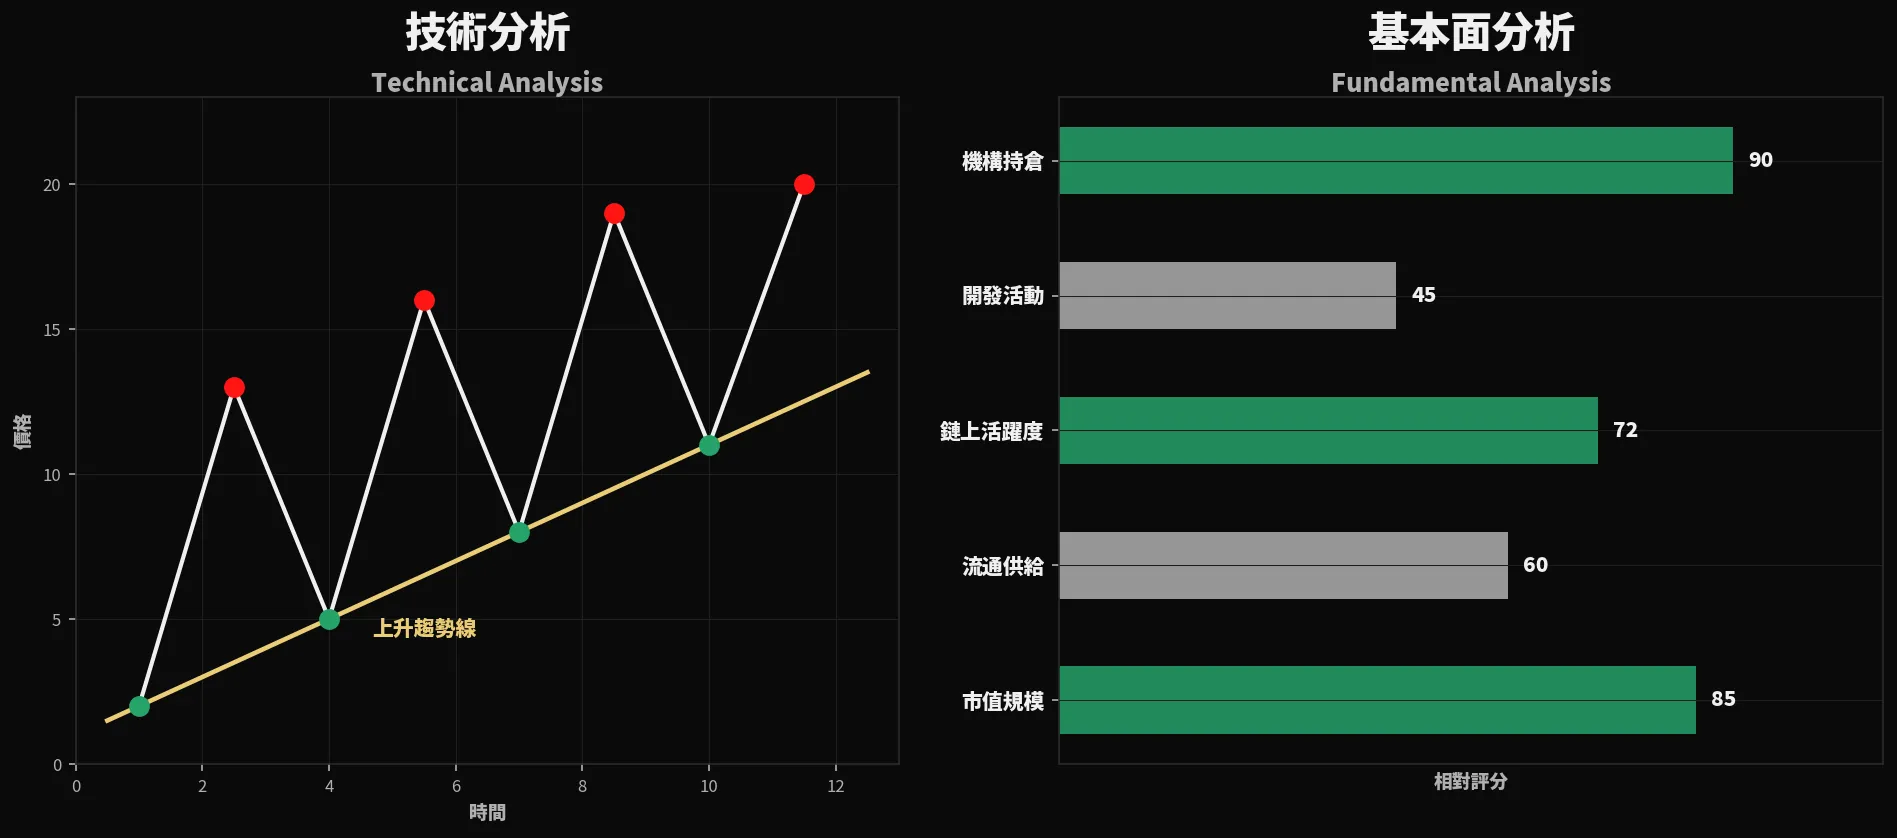 技術分析
Technical Analysis
價格
20
15
10
5
0
上升趨勢線
0 2 4 6 8 10 12
時間
基本面分析
Fundamental Analysis
機構持倉 90
開發活動 45
鏈上活躍度 72
流通供給 60
市值規模 85
相對評分